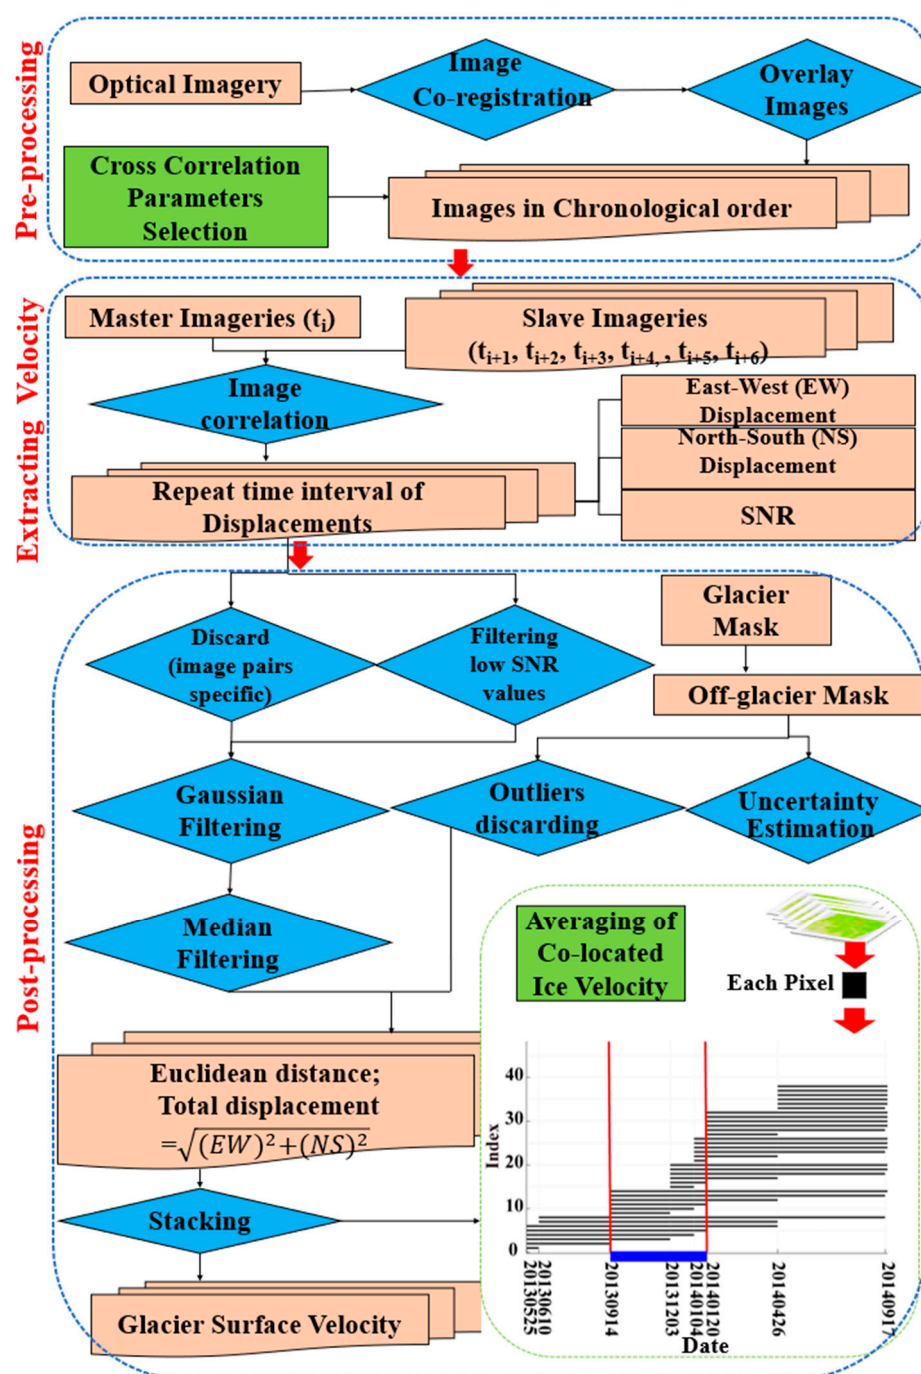 Pre-processing
Optical Imagery
Image
Co-registration
Overlay
Images
Cross Correlation
Parameters
Selection
Images in Chronological order
Extracting Velocity
Master Imageries (ti)
Slave Imageries
(ti+1, ti+2, ti+3, ti+4, , ti+5, ti+6)
Image
correlation
East-West (EW)
Displacement
North-South (NS)
Displacement
SNR
Repeat time interval of
Displacements
Post-processing
Discard
(image pairs
specific)
Filtering
low SNR
values
Glacier
Mask
Off-glacier Mask
Gaussian
Filtering
Outliers
discarding
Uncertainty
Estimation
Median
Filtering
Averaging of
Co-located
Ice Velocity
Each Pixel
Euclidean distance;
Total displacement
=√(EW)²+(NS)²
Stacking
Glacier Surface Velocity
Index
40
30
20
10
0
20130525
20130610
20130914
20131203
20140104
20140120
20140426
20140917
Date